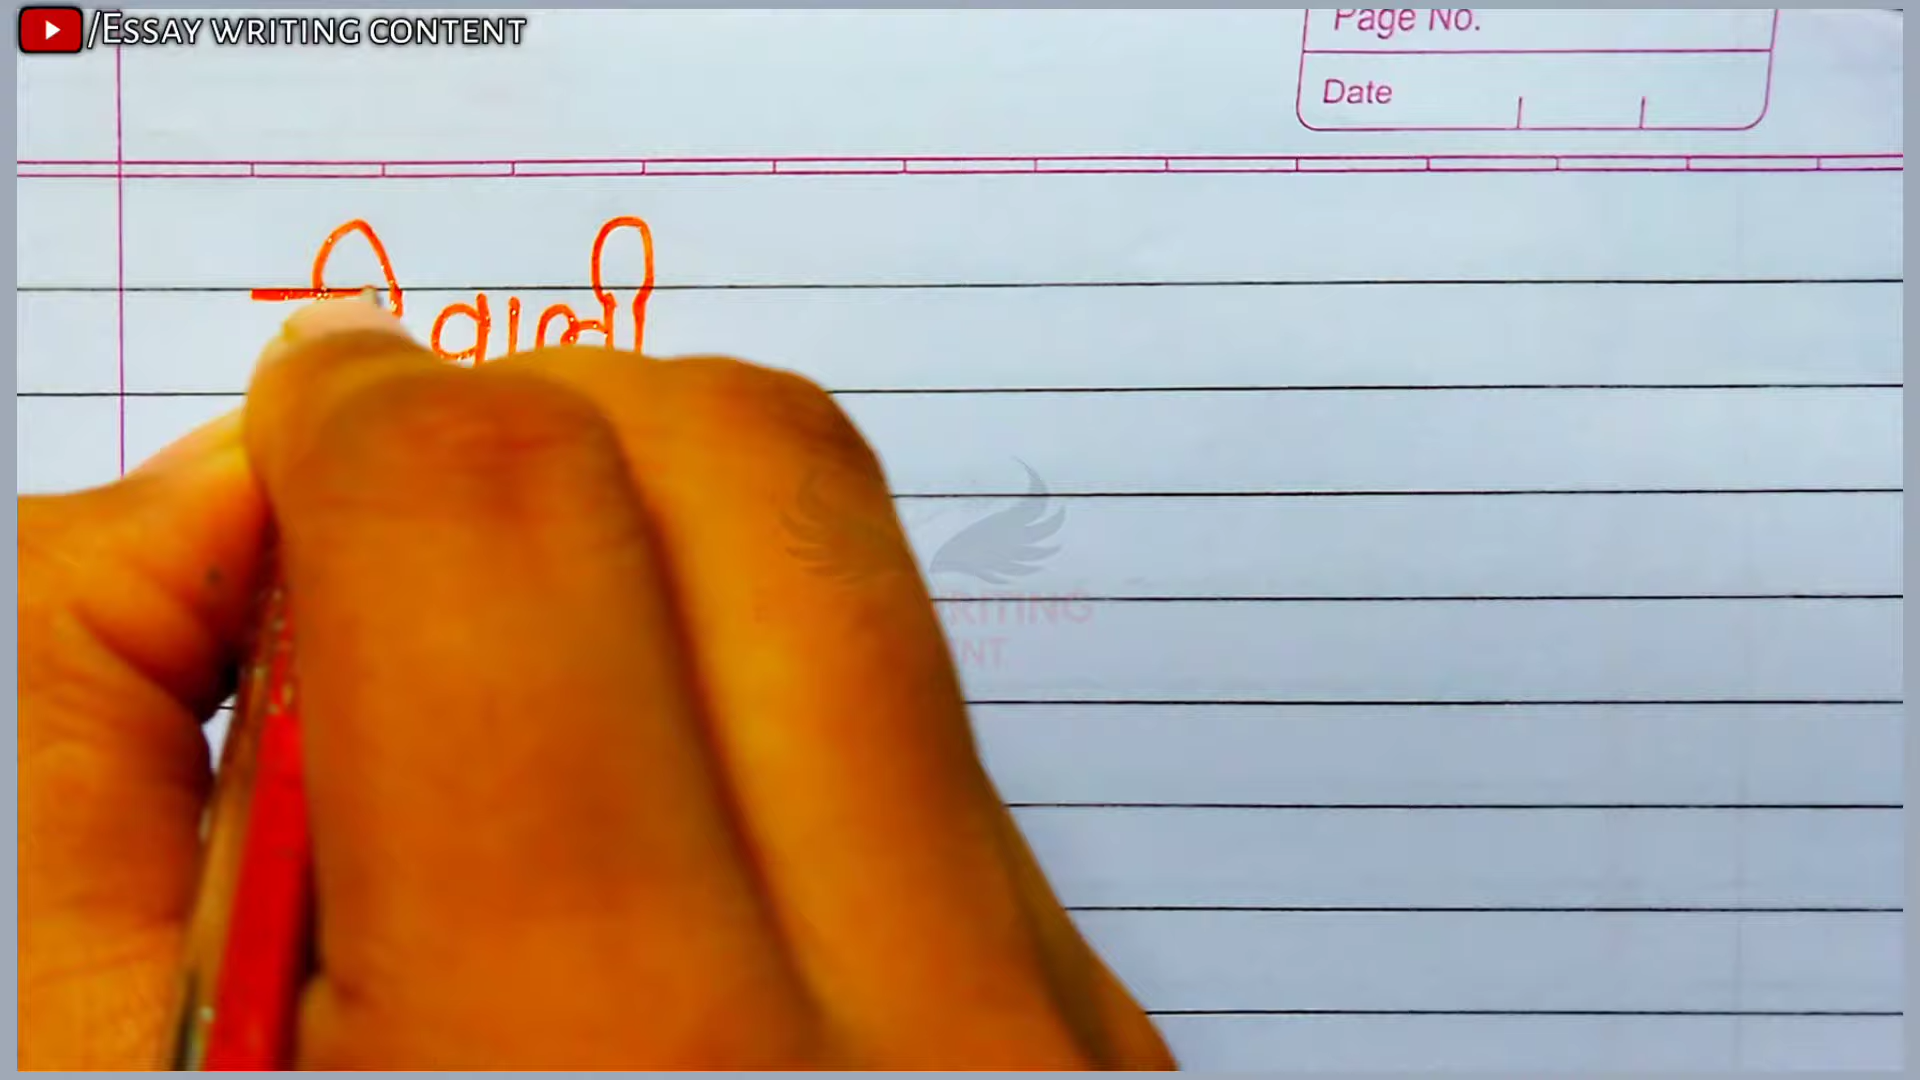 /ESSAY WRITING CONTENT
Page No.
Date
दिवाली